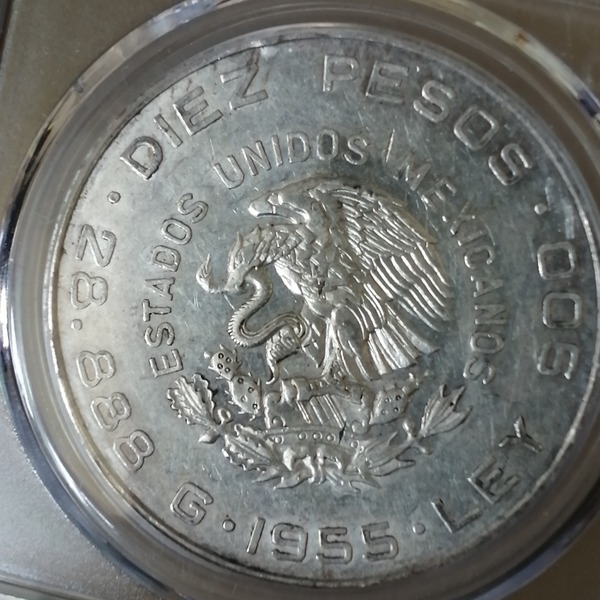 DIEZ PESOS
ESTADOS UNIDOS MEXICANOS
28.888 G · 1955 · LEY 900